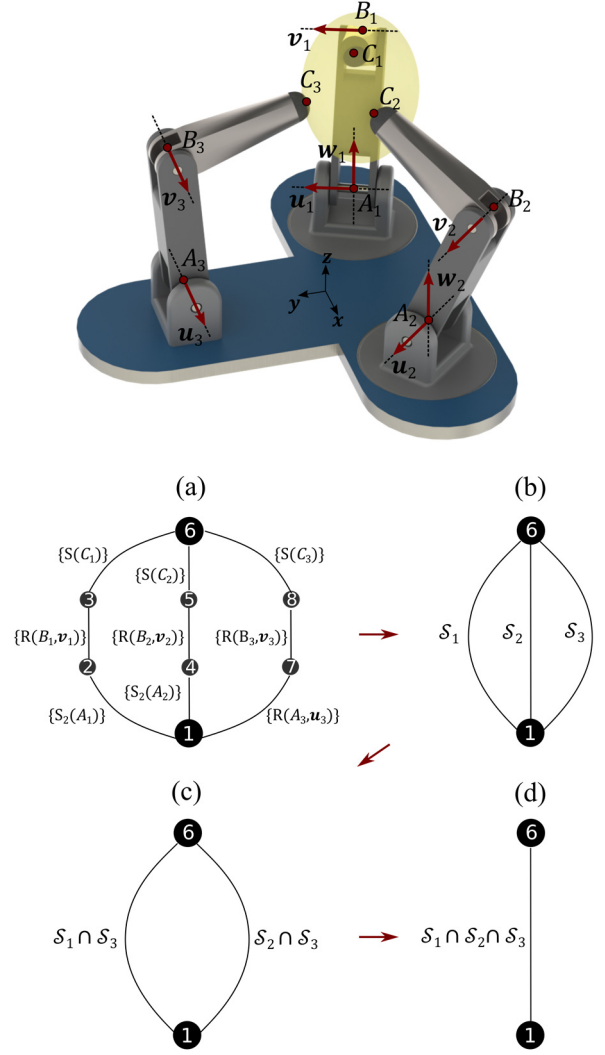 B₁
v₁
C₁
C₃
C₂
B₃
w₁
v₃
u₁
A₁
B₂
v₂
A₃
z
w₂
y
x
A₂
u₃
u₂
(a)
(b)
6
6
{S(C₁)}
{S(C₃)}
{S(C₂)}
3
5
8
{R(B₁,v₁)}
{R(B₂,v₂)}
{R(B₃,v₃)}
𝒮₁
𝒮₂
𝒮₃
2
4
7
{S₂(A₂)}
{S₂(A₁)}
{R(A₃,u₃)}
1
1
(c)
(d)
6
6
𝒮₁ ∩ 𝒮₃
𝒮₂ ∩ 𝒮₃
𝒮₁ ∩ 𝒮₂ ∩ 𝒮₃
1
1